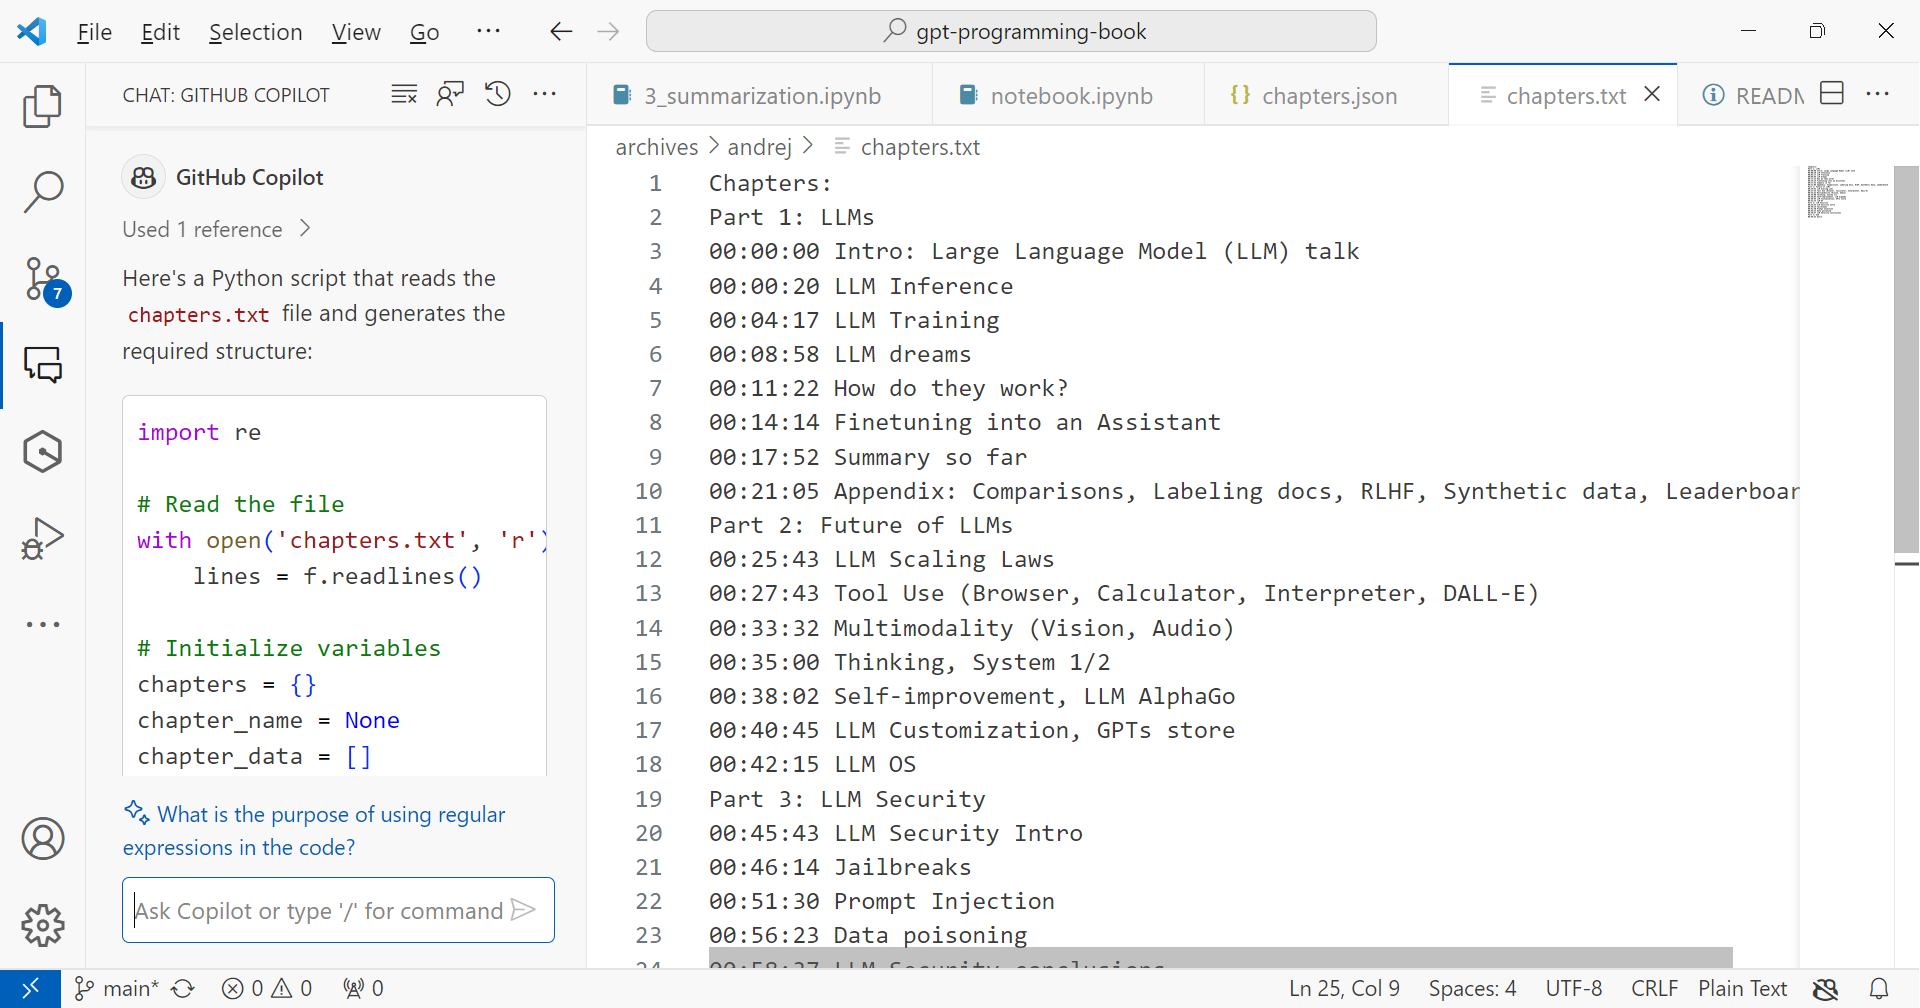 File Edit Selection View Go ··· gpt-programming-book
CHAT: GITHUB COPILOT
GitHub Copilot
Used 1 reference
Here's a Python script that reads the
chapters.txt file and generates the
required structure:
import re
# Read the file
with open('chapters.txt', 'r')
lines = f.readlines()
# Initialize variables
chapters = {}
chapter_name = None
chapter_data = []
What is the purpose of using regular
expressions in the code?
Ask Copilot or type '/' for command
7
3_summarization.ipynb notebook.ipynb {} chapters.json chapters.txt READM
archives > andrej > chapters.txt
1 Chapters:
2 Part 1: LLMs
3 00:00:00 Intro: Large Language Model (LLM) talk
4 00:00:20 LLM Inference
5 00:04:17 LLM Training
6 00:08:58 LLM dreams
7 00:11:22 How do they work?
8 00:14:14 Finetuning into an Assistant
9 00:17:52 Summary so far
10 00:21:05 Appendix: Comparisons, Labeling docs, RLHF, Synthetic data, Leaderboar
11 Part 2: Future of LLMs
12 00:25:43 LLM Scaling Laws
13 00:27:43 Tool Use (Browser, Calculator, Interpreter, DALL-E)
14 00:33:32 Multimodality (Vision, Audio)
15 00:35:00 Thinking, System 1/2
16 00:38:02 Self-improvement, LLM AlphaGo
17 00:40:45 LLM Customization, GPTs store
18 00:42:15 LLM OS
19 Part 3: LLM Security
20 00:45:43 LLM Security Intro
21 00:46:14 Jailbreaks
22 00:51:30 Prompt Injection
23 00:56:23 Data poisoning
24 00:58:37 LLM Security conclusions
main* 0 0 0 Ln 25, Col 9 Spaces: 4 UTF-8 CRLF Plain Text